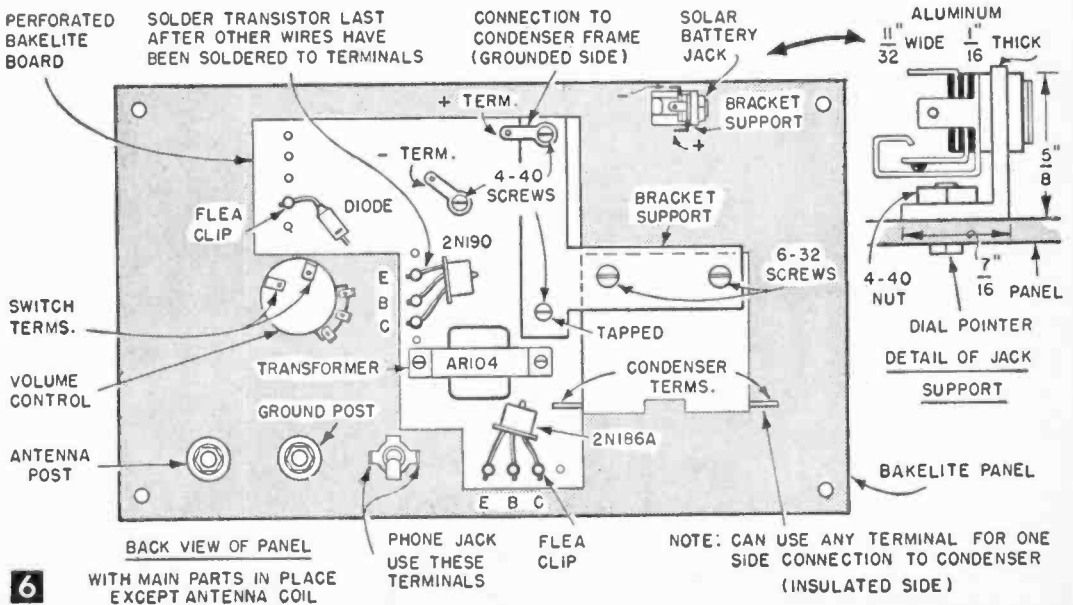 PERFORATED
BAKELITE
BOARD
SOLDER TRANSISTOR LAST
AFTER OTHER WIRES HAVE
BEEN SOLDERED TO TERMINALS
CONNECTION TO
CONDENSER FRAME
(GROUNDED SIDE)
SOLAR
BATTERY
JACK
ALUMINUM
11/32" WIDE 1/16" THICK
+ TERM.
- TERM.
-
+
BRACKET
SUPPORT
5/8"
4-40
SCREWS
FLEA
CLIP
DIODE
2N190
BRACKET
SUPPORT
6-32
SCREWS
7/16"
4-40
NUT
PANEL
DIAL POINTER
DETAIL OF JACK
SUPPORT
E
B
C
SWITCH
TERMS.
TAPPED
TRANSFORMER
AR104
CONDENSER
TERMS.
VOLUME
CONTROL
GROUND POST
2N186A
ANTENNA
POST
BAKELITE PANEL
E B C
BACK VIEW OF PANEL
WITH MAIN PARTS IN PLACE
EXCEPT ANTENNA COIL
PHONE JACK
USE THESE
TERMINALS
FLEA
CLIP
NOTE: CAN USE ANY TERMINAL FOR ONE
SIDE CONNECTION TO CONDENSER
(INSULATED SIDE)
6